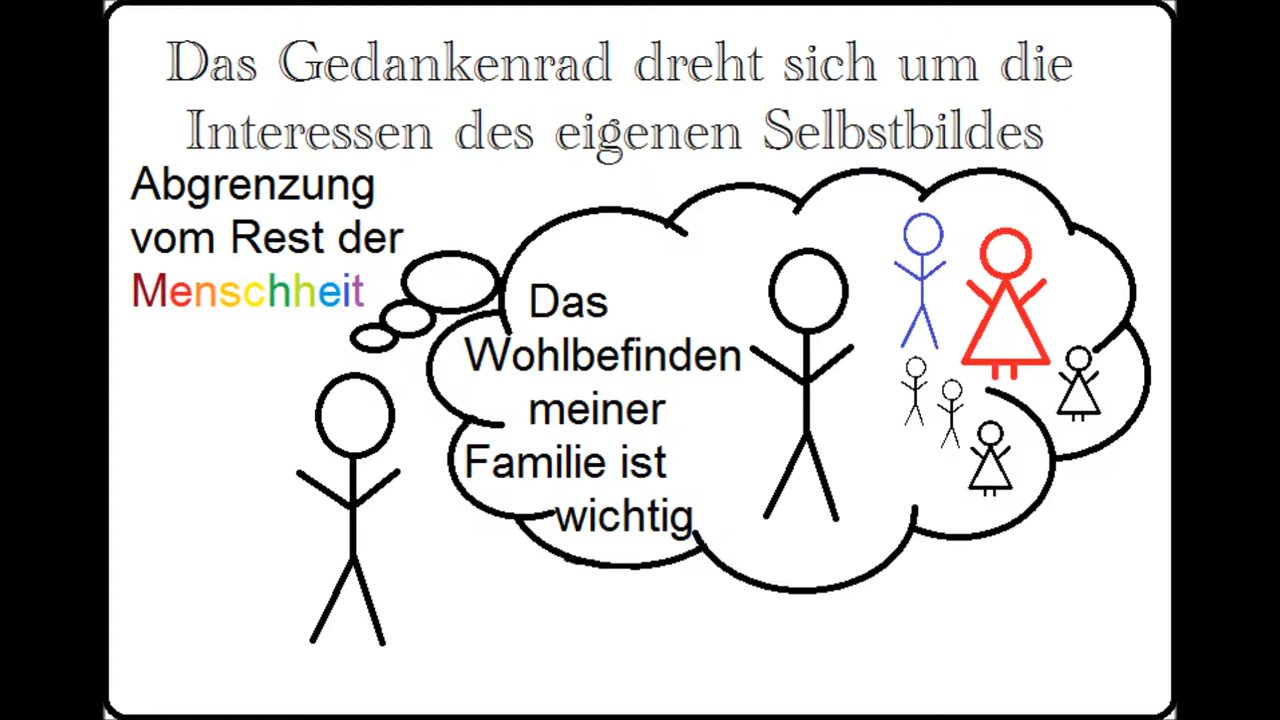 Das Gedankenrad dreht sich um die
Interessen des eigenen Selbstbildes
Abgrenzung
vom Rest der
Menschheit
Das
Wohlbefinden
meiner
Familie ist
wichtig